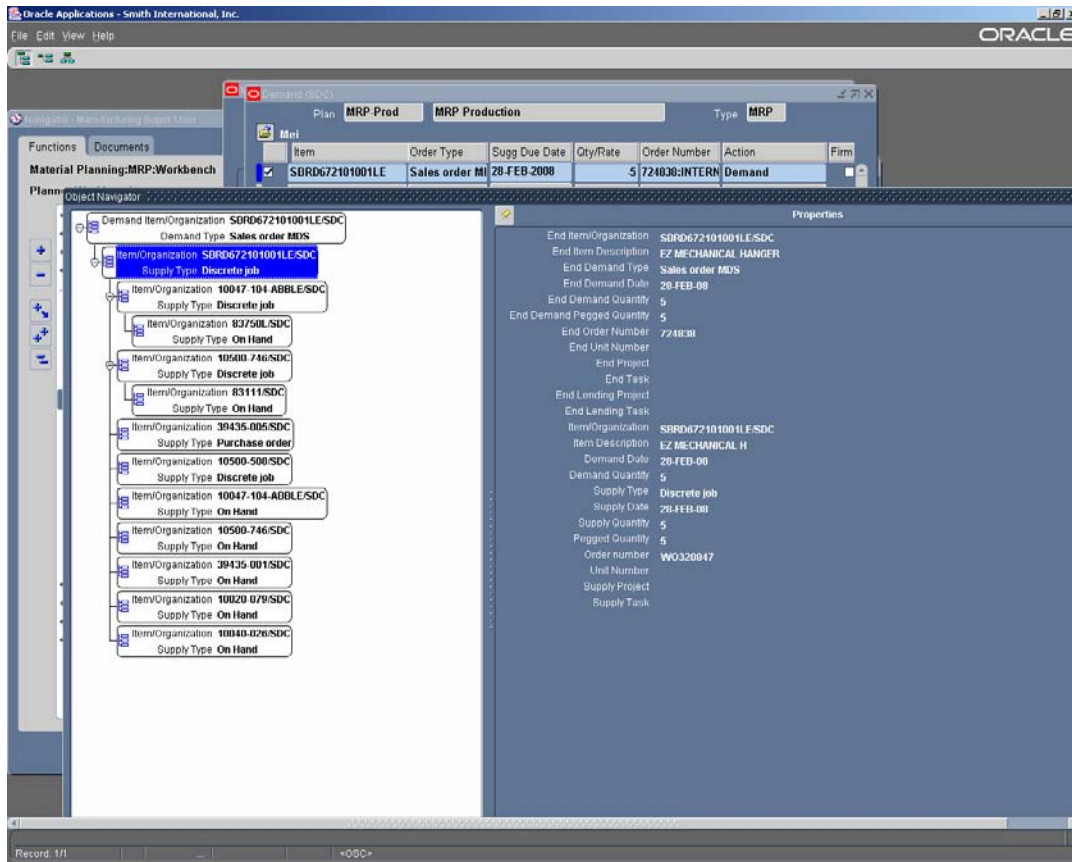 Oracle Applications - Smith International, Inc.
File Edit View Help
ORACLE
Demand (SDC)
Plan MRP-Prod MRP Production Type MRP
Navigator - Manufacturing Super User
Mei
Functions Documents
Item Order Type Sugg Due Date Qty/Rate Order Number Action Firm
Material Planning:MRP:Workbench
SBRD672101001LE Sales order MI 28-FEB-2008 -5 724838:INTERN Demand
Object Navigator
Properties
Demand Item/Organization SBRD672101001LE/SDC
Demand Type Sales order MDS
Item/Organization SBRD672101001LE/SDC
Supply Type Discrete job
Item/Organization 10047-104-ABBLE/SDC
Supply Type Discrete job
Item/Organization 83750L/SDC
Supply Type On Hand
Item/Organization 10500-746/SDC
Supply Type Discrete job
Item/Organization 83111/SDC
Supply Type On Hand
Item/Organization 39435-005/SDC
Supply Type Purchase order
Item/Organization 10500-508/SDC
Supply Type Discrete job
Item/Organization 10047-104-ABBLE/SDC
Supply Type On Hand
Item/Organization 10500-746/SDC
Supply Type On Hand
Item/Organization 39435-001/SDC
Supply Type On Hand
Item/Organization 10020-079/SDC
Supply Type On Hand
Item/Organization 10040-026/SDC
Supply Type On Hand
End Item/Organization SBRD672101001LE/SDC
End Item Description EZ MECHANICAL HANGER
End Demand Type Sales order MDS
End Demand Date 28-FEB-08
End Demand Quantity 5
End Demand Pegged Quantity 5
End Order Number 724838
End Unit Number
End Project
End Task
End Lending Project
End Lending Task
Item/Organization SBRD672101001LE/SDC
Item Description EZ MECHANICAL H
Demand Date 28-FEB-08
Demand Quantity 5
Supply Type Discrete job
Supply Date 28-FEB-08
Supply Quantity 5
Pegged Quantity 5
Order number WO320047
Unit Number
Supply Project
Supply Task
Record: 1/1 ... <OSC>